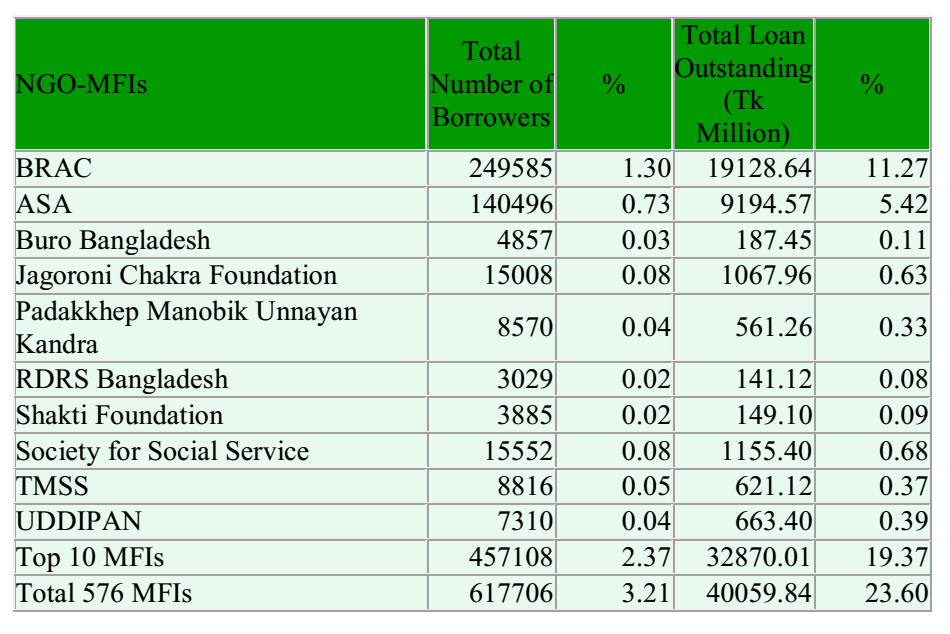 NGO-MFIs Total Number of Borrowers % Total Loan Outstanding (Tk Million) %
BRAC 249585 1.30 19128.64 11.27
ASA 140496 0.73 9194.57 5.42
Buro Bangladesh 4857 0.03 187.45 0.11
Jagoroni Chakra Foundation 15008 0.08 1067.96 0.63
Padakkhep Manobik Unnayan
Kandra 8570 0.04 561.26 0.33
RDRS Bangladesh 3029 0.02 141.12 0.08
Shakti Foundation 3885 0.02 149.10 0.09
Society for Social Service 15552 0.08 1155.40 0.68
TMSS 8816 0.05 621.12 0.37
UDDIPAN 7310 0.04 663.40 0.39
Top 10 MFIs 457108 2.37 32870.01 19.37
Total 576 MFIs 617706 3.21 40059.84 23.60